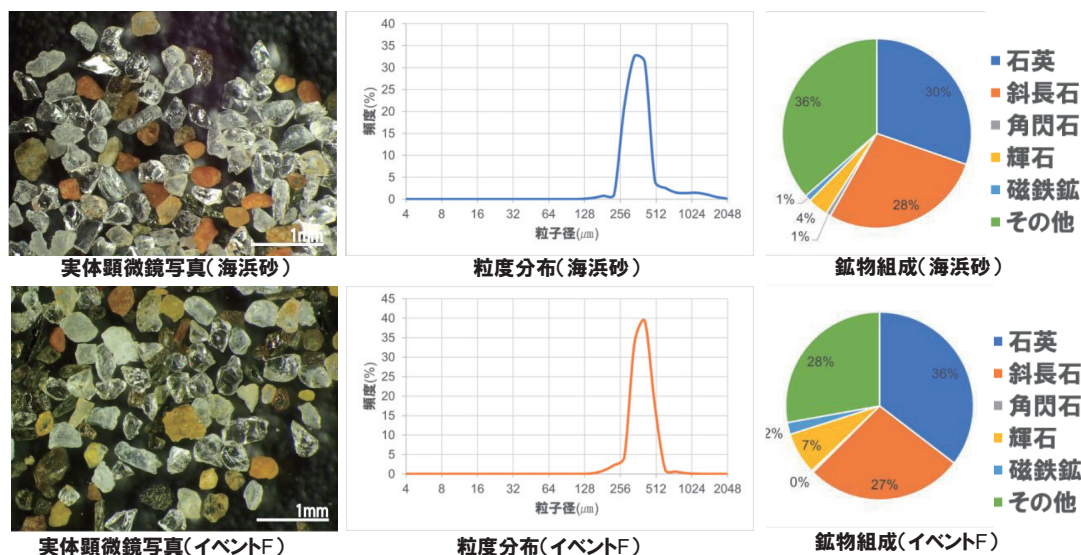 1mm
実体顕微鏡写真(海浜砂)
頻度(%)
40
35
30
25
20
15
10
5
0
4 8 16 32 64 128 256 512 1024 2048
粒子径(μm)
粒度分布(海浜砂)
30%
28%
1%
4%
1%
36%
石英
斜長石
角閃石
輝石
磁鉄鉱
その他
鉱物組成(海浜砂)
1mm
実体顕微鏡写真(イベントF)
頻度(%)
45
40
35
30
25
20
15
10
5
0
4 8 16 32 64 128 256 512 1024 2048
粒子径(μm)
粒度分布(イベントF)
36%
27%
0%
7%
2%
28%
石英
斜長石
角閃石
輝石
磁鉄鉱
その他
鉱物組成(イベントF)